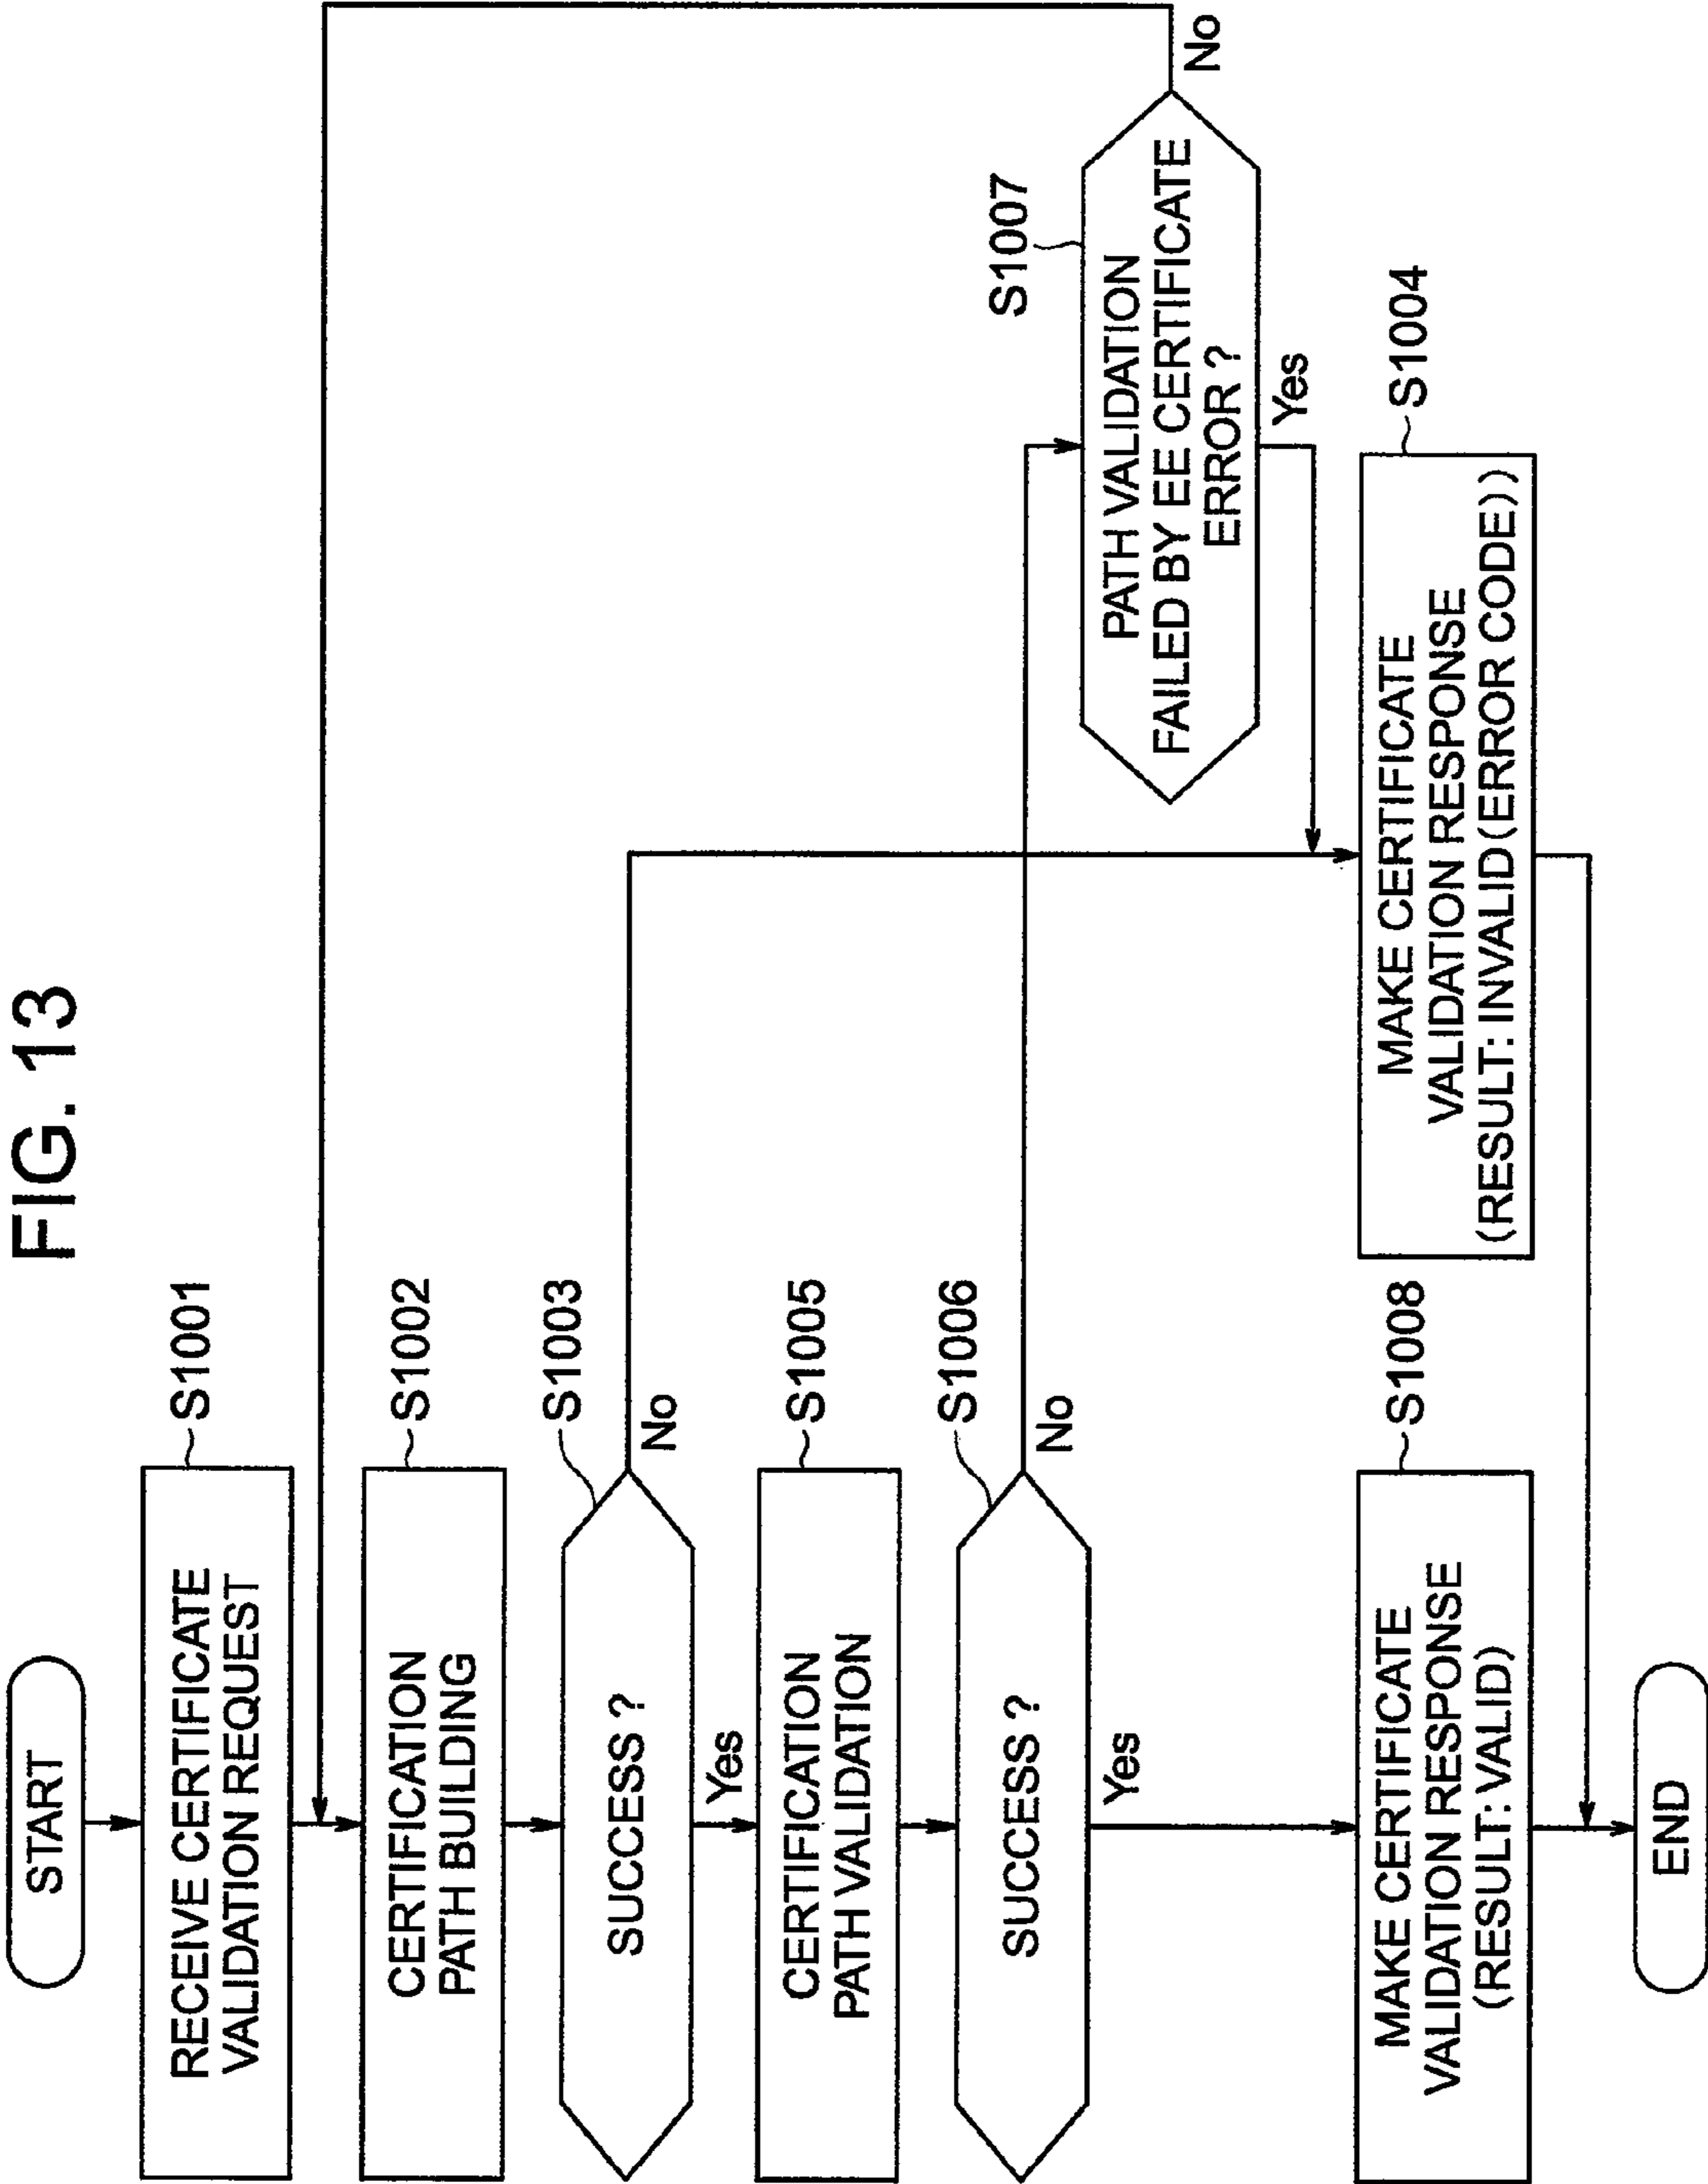 FIG. 13
START
RECEIVE CERTIFICATE
VALIDATION REQUEST
S1001
CERTIFICATION
PATH BUILDING
S1002
SUCCESS ?
S1003
No
Yes
CERTIFICATION
PATH VALIDATION
S1005
SUCCESS ?
S1006
No
Yes
PATH VALIDATION
FAILED BY EE CERTIFICATE
ERROR ?
S1007
No
Yes
MAKE CERTIFICATE
VALIDATION RESPONSE
(RESULT: VALID)
S1008
MAKE CERTIFICATE
VALIDATION RESPONSE
(RESULT: INVALID(ERROR CODE))
S1004
END